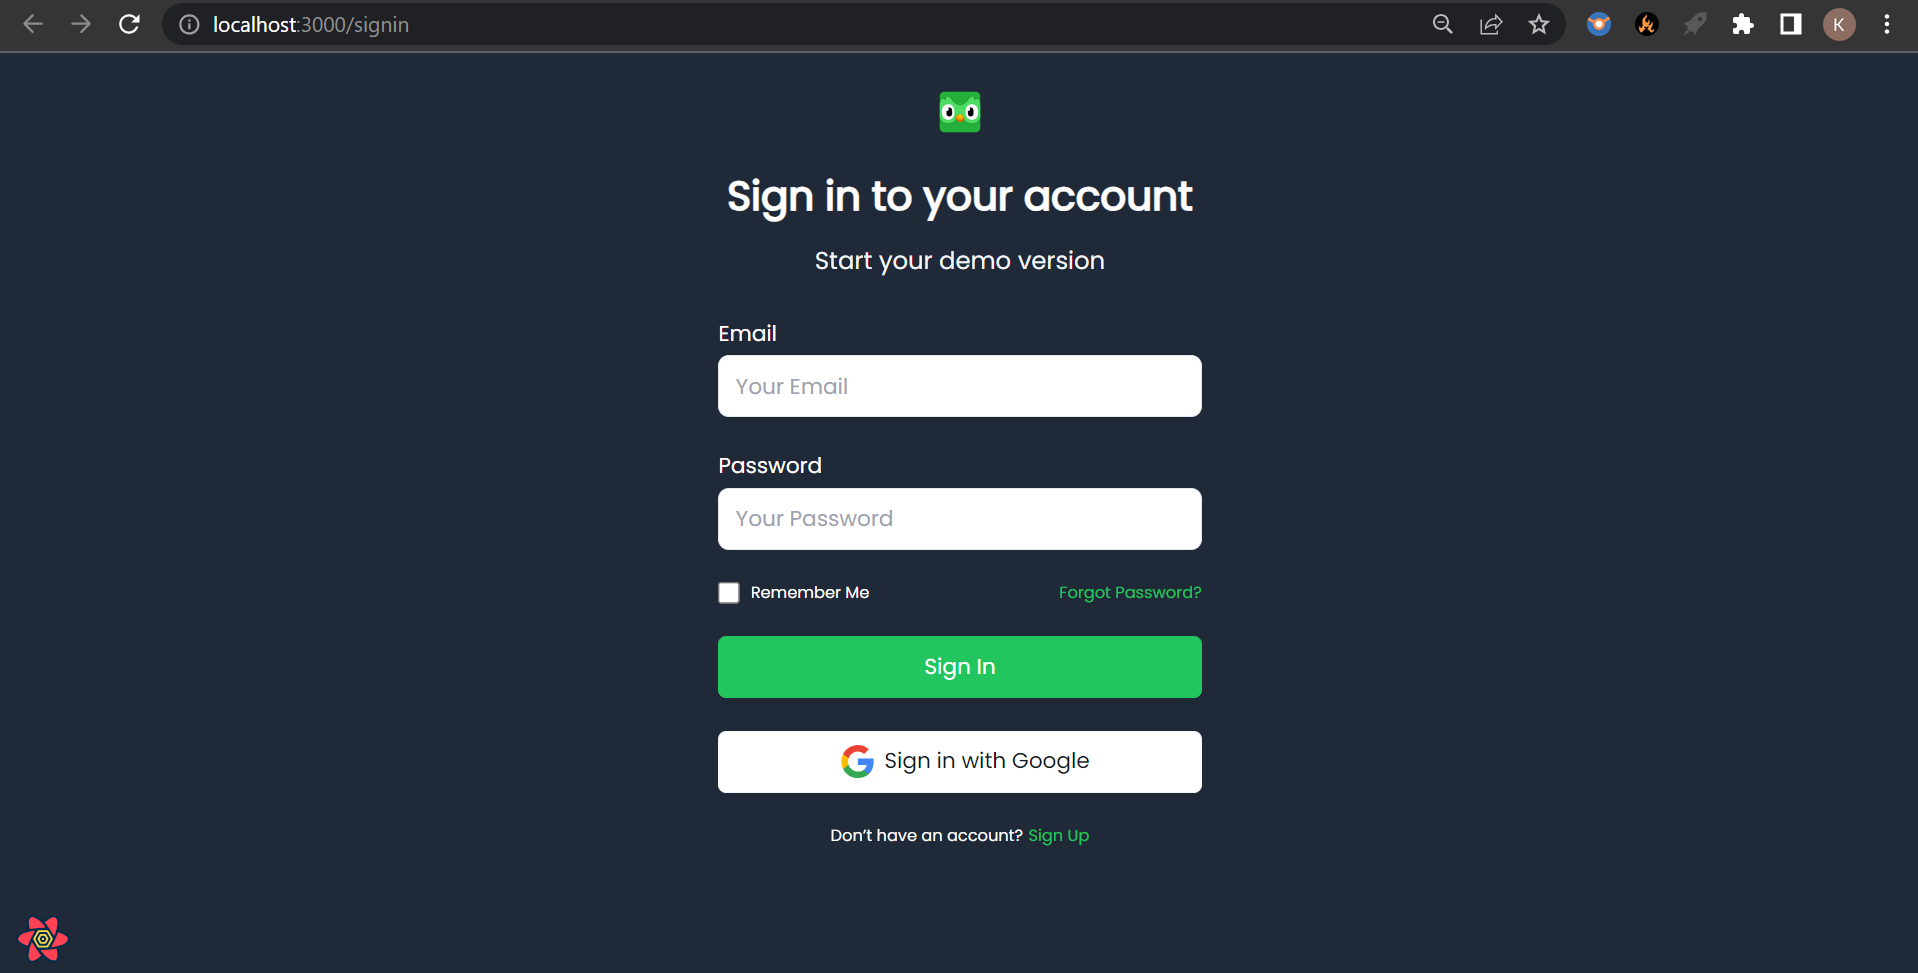 localhost:3000/signin
K
Sign in to your account
Start your demo version
Email
Your Email
Password
Your Password
Remember Me Forgot Password?
Sign In
Sign in with Google
Don’t have an account? Sign Up